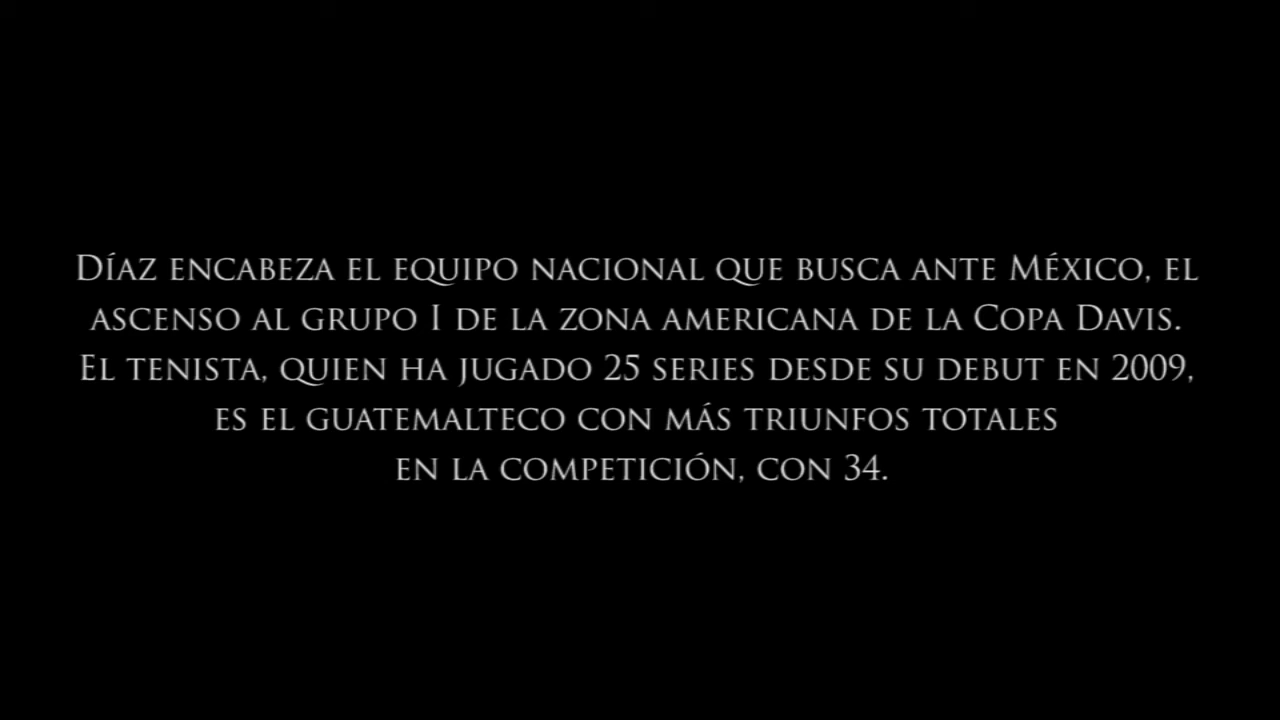 Díaz encabeza el equipo nacional que busca ante México, el
ascenso al grupo I de la zona americana de la Copa Davis.
El tenista, quien ha jugado 25 series desde su debut en 2009,
es el guatemalteco con más triunfos totales
en la competición, con 34.